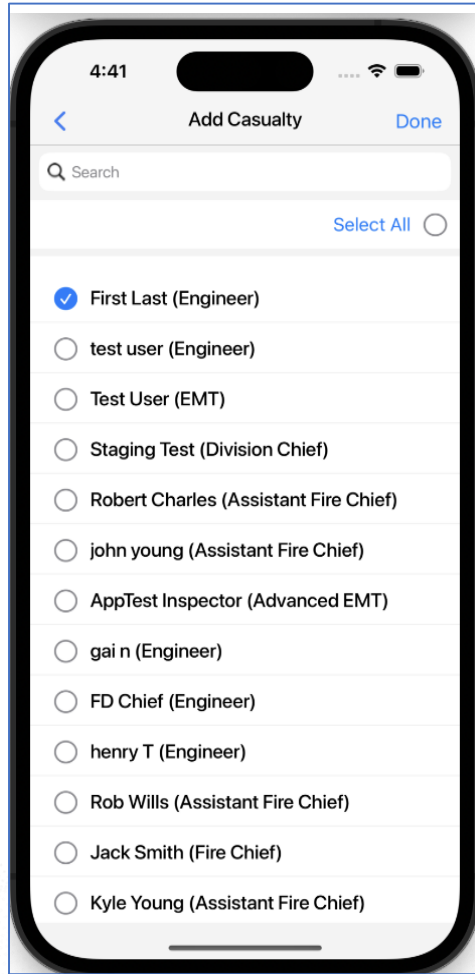 4:41
Add Casualty
Done
Search
Select All
First Last (Engineer)
test user (Engineer)
Test User (EMT)
Staging Test (Division Chief)
Robert Charles (Assistant Fire Chief)
john young (Assistant Fire Chief)
AppTest Inspector (Advanced EMT)
gai n (Engineer)
FD Chief (Engineer)
henry T (Engineer)
Rob Wills (Assistant Fire Chief)
Jack Smith (Fire Chief)
Kyle Young (Assistant Fire Chief)